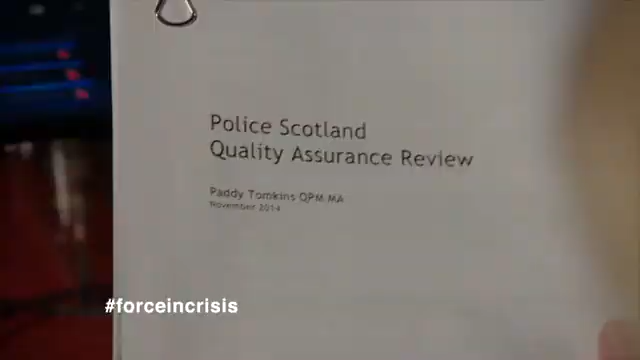 Police Scotland
Quality Assurance Review
Paddy Tomkins QPM MA
November 2014
#forceincrisis